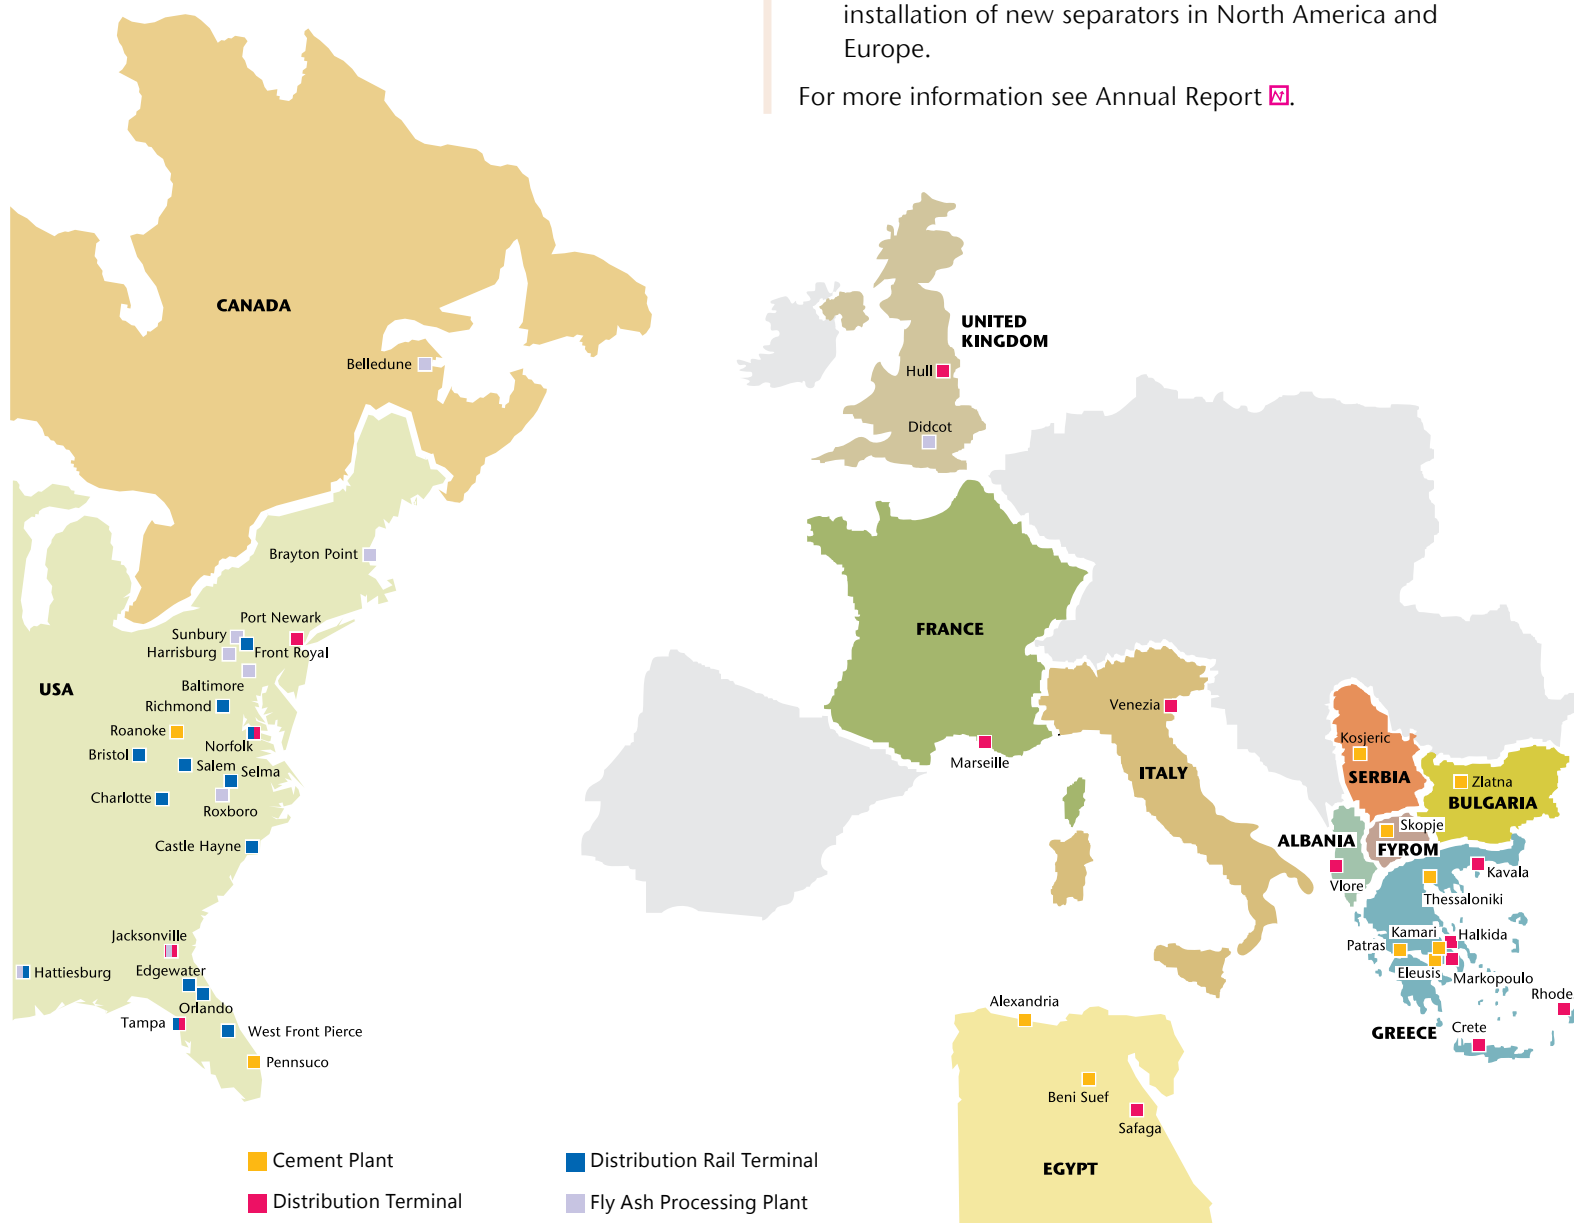 installation of new separators in North America and
Europe.
For more information see Annual Report
CANADA
Belledune
UNITED
KINGDOM
Hull
Didcot
Brayton Point
Port Newark
Sunbury
Harrisburg
Front Royal
FRANCE
USA
Baltimore
Richmond
Roanoke
Norfolk
Bristol
Salem
Selma
Charlotte
Roxboro
Castle Hayne
Venezia
Marseille
ITALY
Kosjeric
SERBIA
Zlatna
BULGARIA
Skopje
ALBANIA
FYROM
Vlore
Kavala
Thessaloniki
Kamari
Halkida
Patras
Eleusis
Markopoulo
Rhode
Crete
GREECE
Jacksonville
Hattiesburg
Edgewater
Orlando
Tampa
West Front Pierce
Pennsuco
Alexandria
Beni Suef
Safaga
EGYPT
Cement Plant
Distribution Rail Terminal
Distribution Terminal
Fly Ash Processing Plant